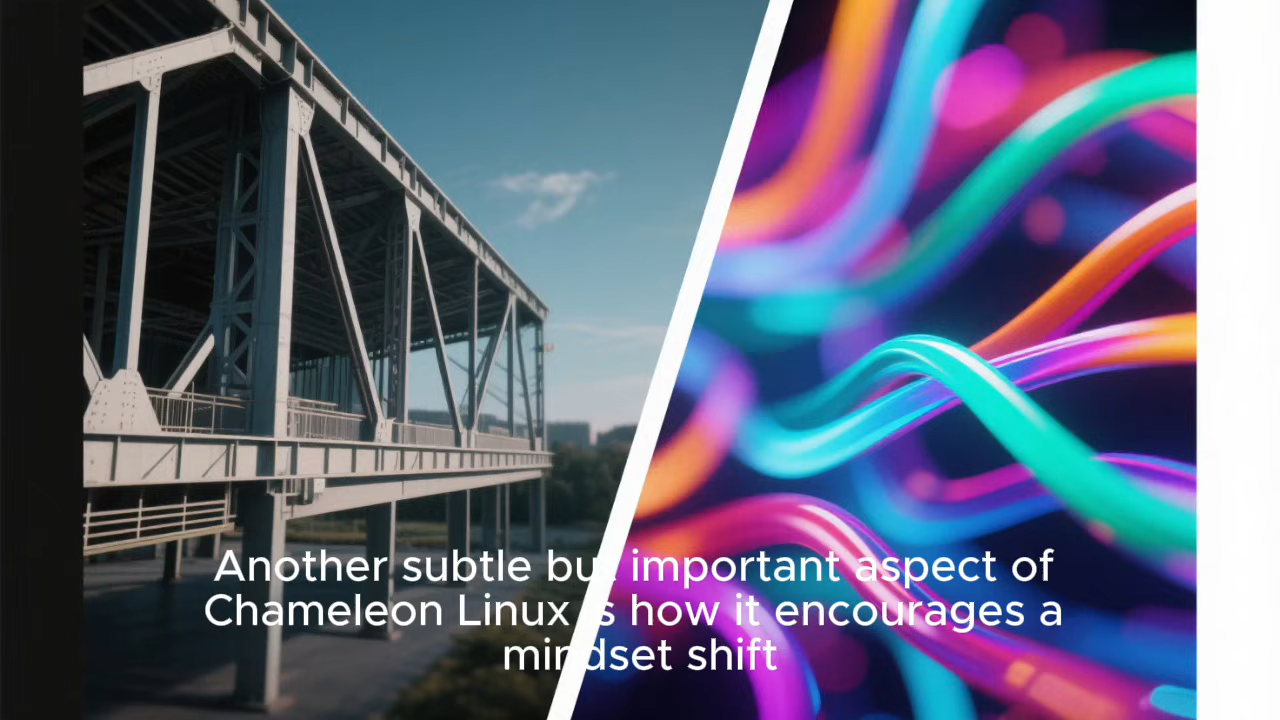 Another subtle but important aspect of
Chameleon Linux is how it encourages a
mindset shift